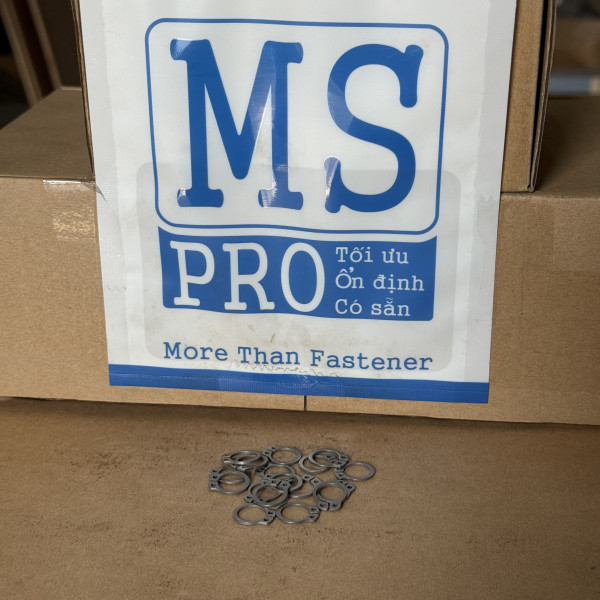 MS
PRO
Tối ưu
Ổn định
Có sẵn
More Than Fastener